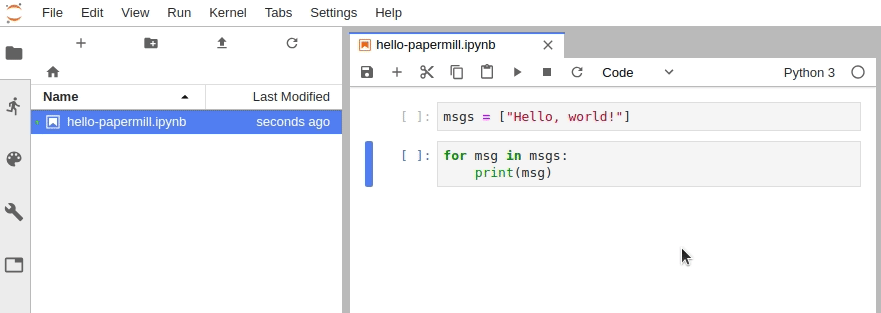 File Edit View Run Kernel Tabs Settings Help
hello-papermill.ipynb
Code Python 3
Name Last Modified
hello-papermill.ipynb seconds ago
[ ]: msgs = ["Hello, world!"]
[ ]: for msg in msgs:
print(msg)